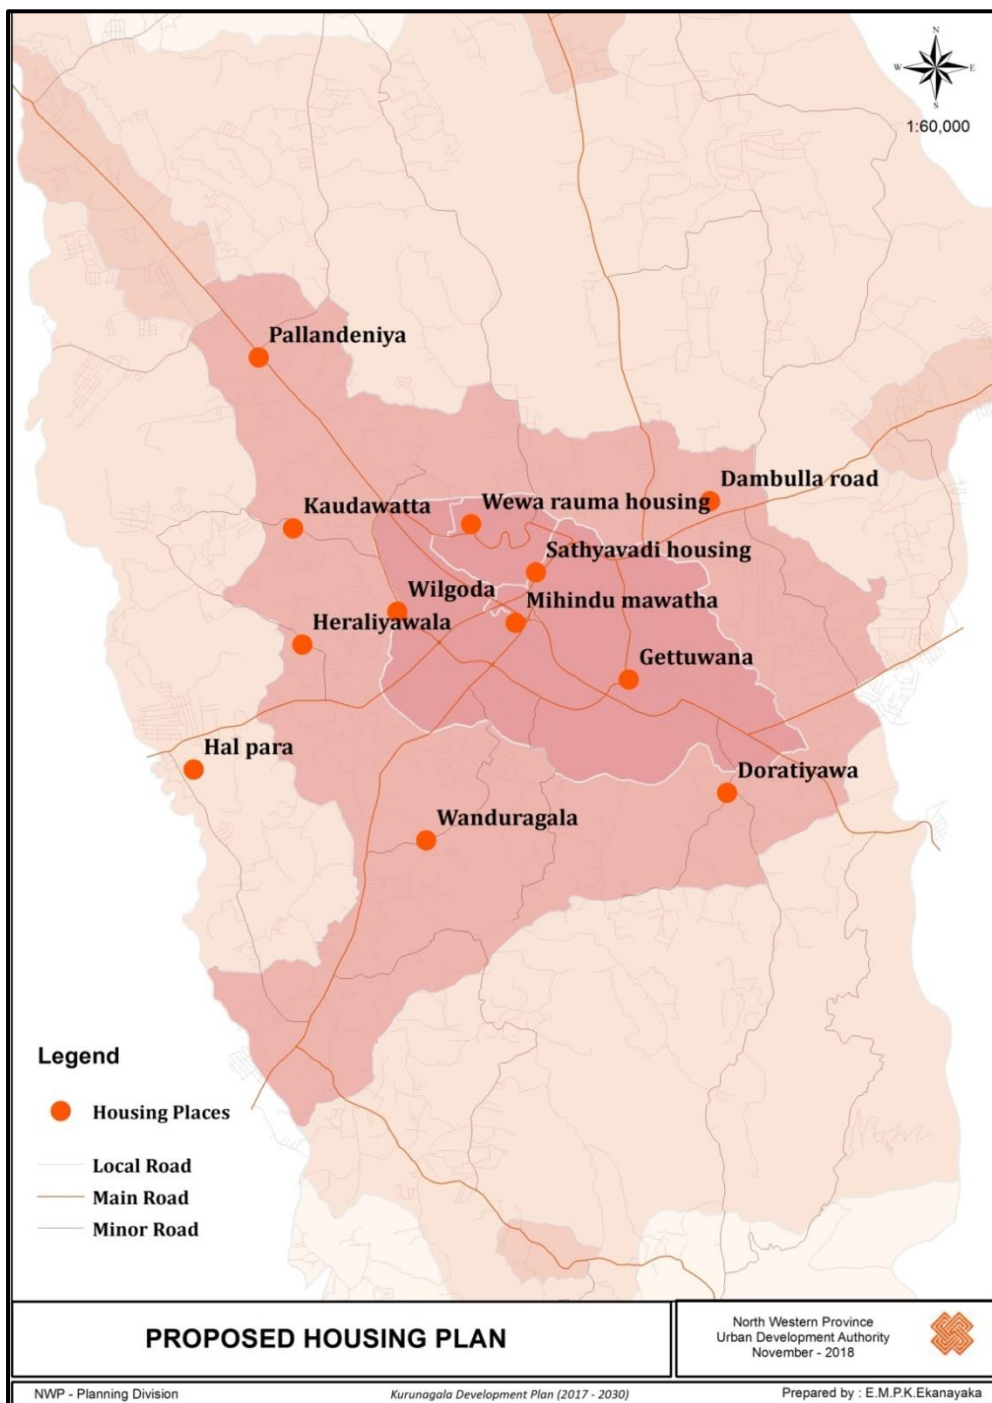 N
W
E
S
1:60,000
Pallandeniya
Dambulla road
Kaudawatta
Wewa rauma housing
Sathyavadi housing
Wilgoda
Mihindu mawatha
Heraliyawala
Gettuwana
Hal para
Doratiyawa
Wanduragala
Legend
Housing Places
Local Road
Main Road
Minor Road
PROPOSED HOUSING PLAN
North Western Province
Urban Development Authority
November - 2018
NWP - Planning Division
Kurunagala Development Plan (2017 - 2030)
Prepared by : E.M.P.K.Ekanayaka